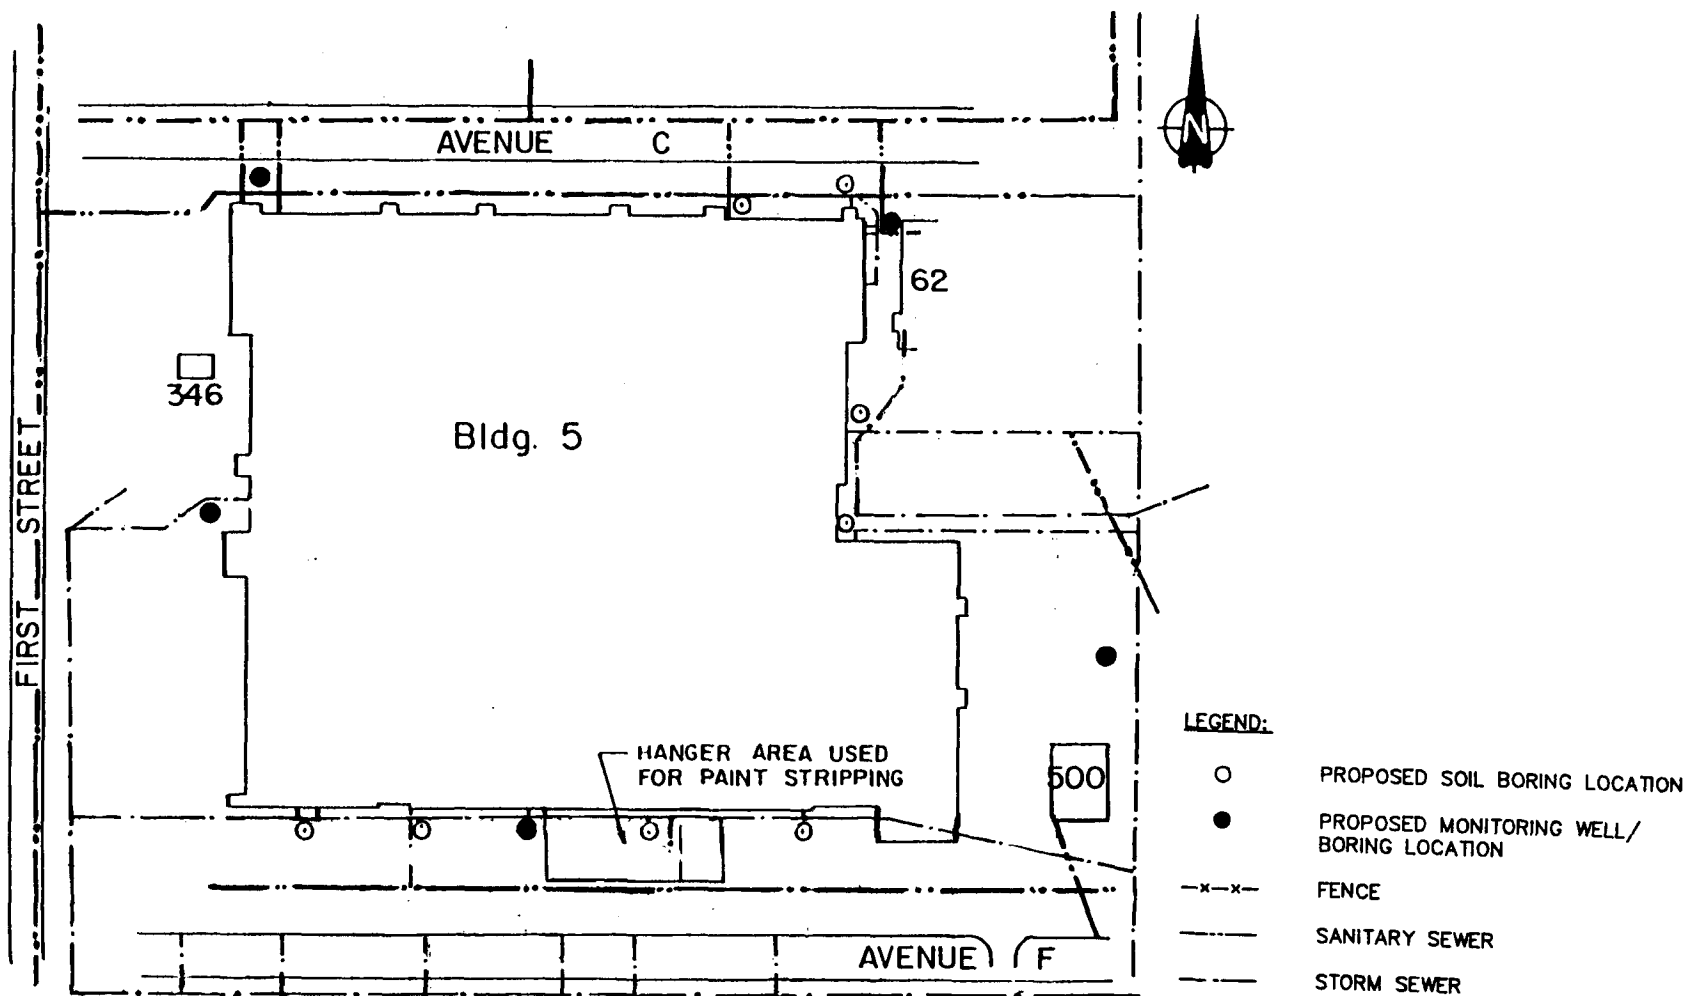 AVENUE C
N
62
346
Bldg. 5
FIRST STREET
HANGER AREA USED
FOR PAINT STRIPPING
500
AVENUE F
LEGEND:
PROPOSED SOIL BORING LOCATION
PROPOSED MONITORING WELL/
BORING LOCATION
—x—x— FENCE
SANITARY SEWER
STORM SEWER